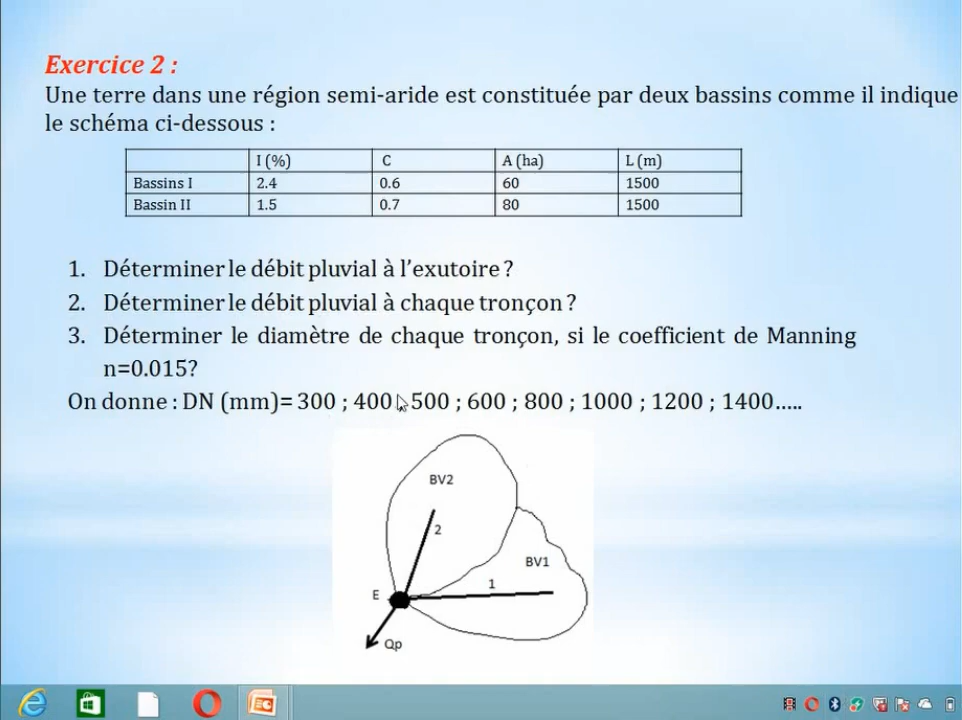 Exercice 2 :
Une terre dans une région semi-aride est constituée par deux bassins comme il indique
le schéma ci-dessous :
I (%) C A (ha) L (m)
Bassins I 2.4 0.6 60 1500
Bassin II 1.5 0.7 80 1500
1. Déterminer le débit pluvial à l'exutoire ?
2. Déterminer le débit pluvial à chaque tronçon ?
3. Déterminer le diamètre de chaque tronçon, si le coefficient de Manning
n=0.015?
On donne : DN (mm)= 300 ; 400 ; 500 ; 600 ; 800 ; 1000 ; 1200 ; 1400.....
BV2
2
BV1
1
E
Qp